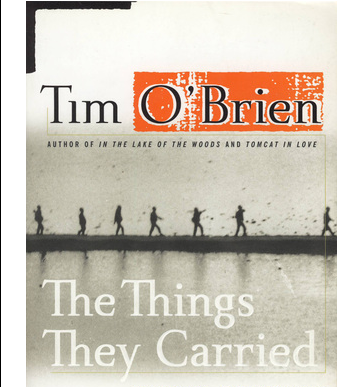 Tim O'Brien
AUTHOR OF IN THE LAKE OF THE WOODS AND TOMCAT IN LOVE
The Things
They Carried